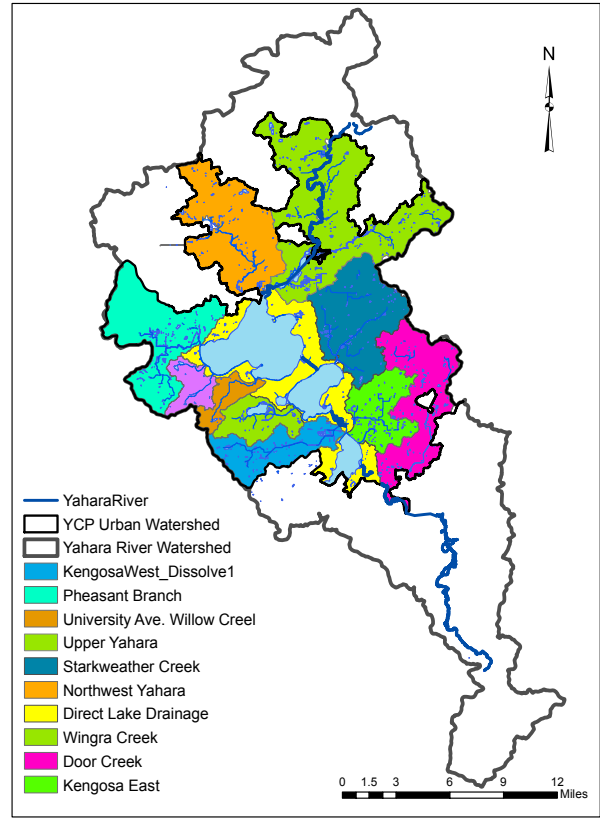 N
YaharaRiver
YCP Urban Watershed
Yahara River Watershed
KengosaWest_Dissolve1
Pheasant Branch
University Ave. Willow Creel
Upper Yahara
Starkweather Creek
Northwest Yahara
Direct Lake Drainage
Wingra Creek
Door Creek
Kengosa East
0 1.5 3 6 9 12
Miles